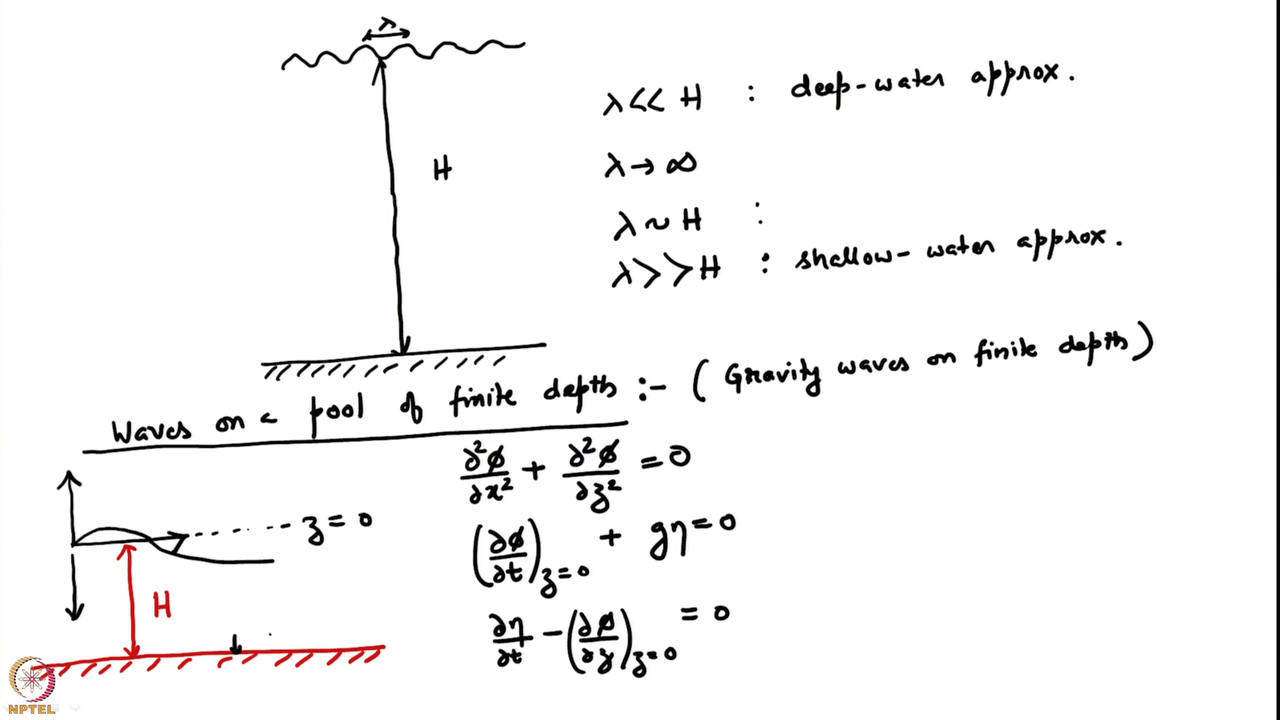 λ
H
λ << H : deep-water approx.
λ → ∞
λ ~ H :
λ >> H : shallow-water approx.
Waves on a pool of finite depth :- (Gravity waves on finite depth)
∂²φ/∂x² + ∂²φ/∂z² = 0
z = 0
(∂φ/∂t)_{z=0} + gη = 0
H
∂η/∂t - (∂φ/∂z)_{z=0} = 0
NPTEL